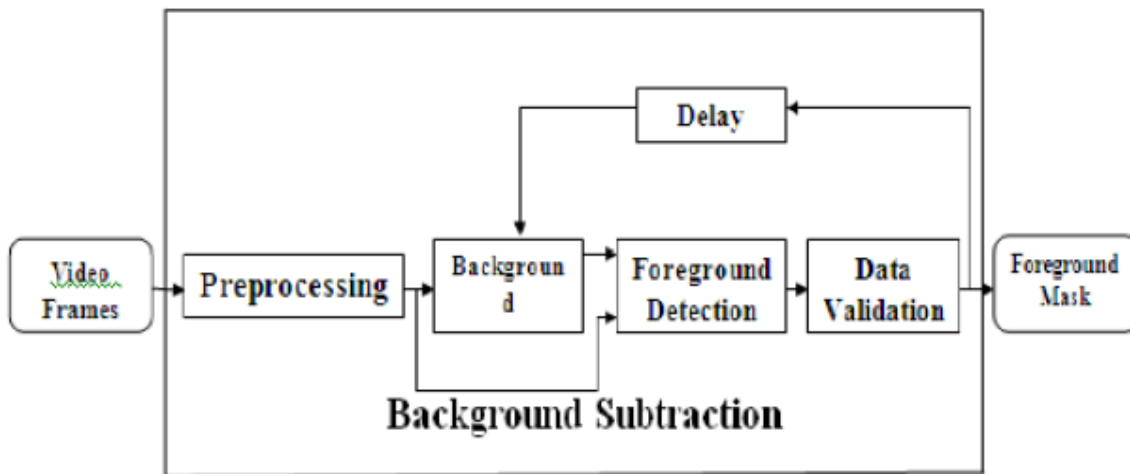 Delay
Video
Frames
Preprocessing
Backgroun
d
Foreground
Detection
Data
Validation
Foreground
Mask
Background Subtraction